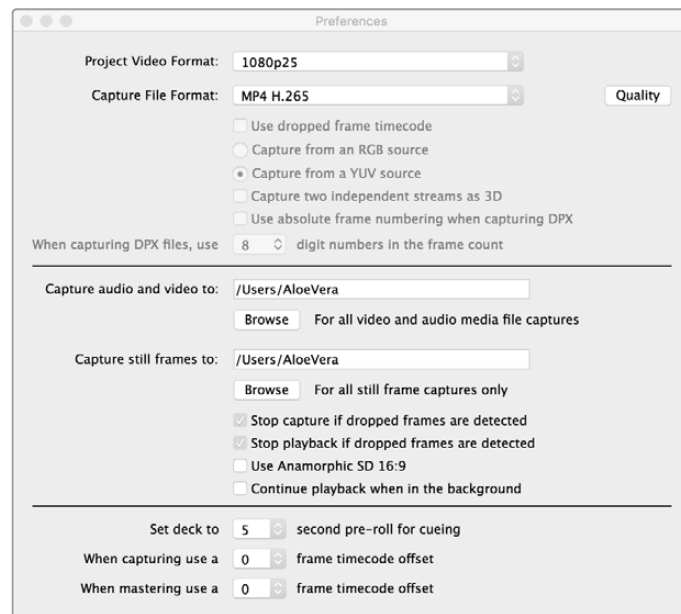 Preferences
Project Video Format: 1080p25
Capture File Format: MP4 H.265 Quality
Use dropped frame timecode
Capture from an RGB source
Capture from a YUV source
Capture two independent streams as 3D
Use absolute frame numbering when capturing DPX
When capturing DPX files, use 8 digit numbers in the frame count
Capture audio and video to: /Users/AloeVera
Browse For all video and audio media file captures
Capture still frames to: /Users/AloeVera
Browse For all still frame captures only
Stop capture if dropped frames are detected
Stop playback if dropped frames are detected
Use Anamorphic SD 16:9
Continue playback when in the background
Set deck to 5 second pre-roll for cueing
When capturing use a 0 frame timecode offset
When mastering use a 0 frame timecode offset